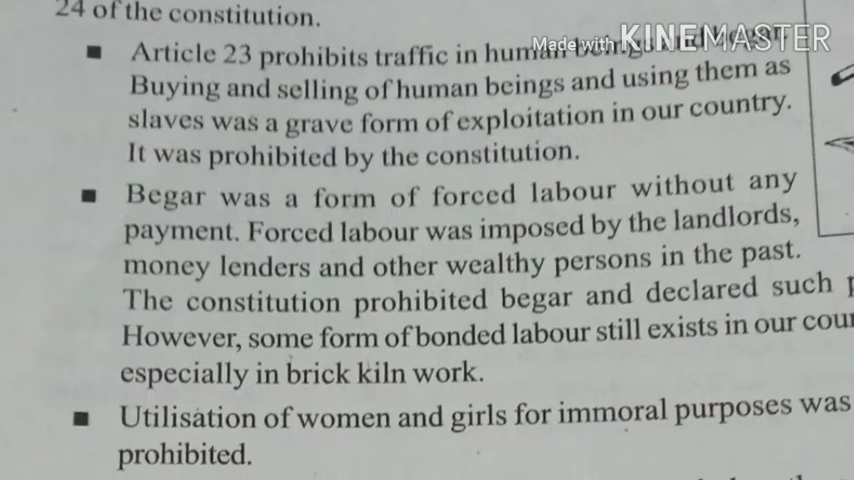 24 of the constitution.
Made with KINEMASTER
■ Article 23 prohibits traffic in human beings and begar.
Buying and selling of human beings and using them as
slaves was a grave form of exploitation in our country.
It was prohibited by the constitution.
■ Begar was a form of forced labour without any
payment. Forced labour was imposed by the landlords,
money lenders and other wealthy persons in the past.
The constitution prohibited begar and declared such
However, some form of bonded labour still exists in our
especially in brick kiln work.
■ Utilisation of women and girls for immoral purposes was
prohibited.